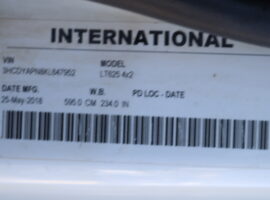 INTERNATIONAL
VIN MODEL
3HCDYAPN8KL847902 LT625 4x2
DATE MFG. W.B. PD LOC - DATE
25-May-2018 595.0 CM 234.0 IN